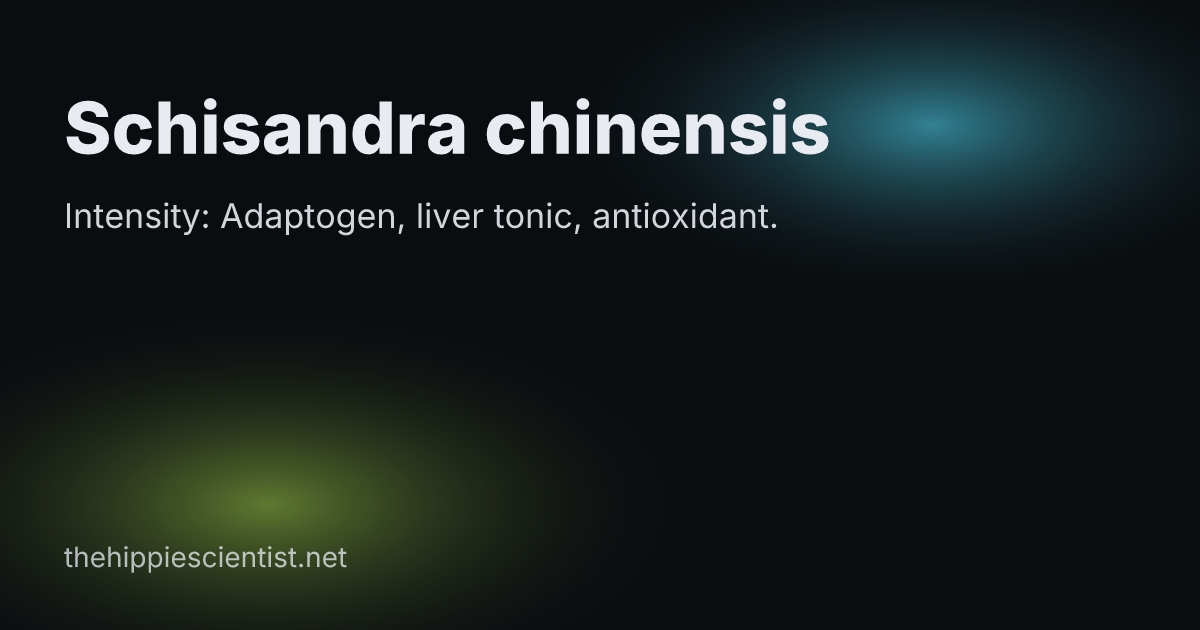 Schisandra chinensis
Intensity: Adaptogen, liver tonic, antioxidant.
thehippiescientist.net